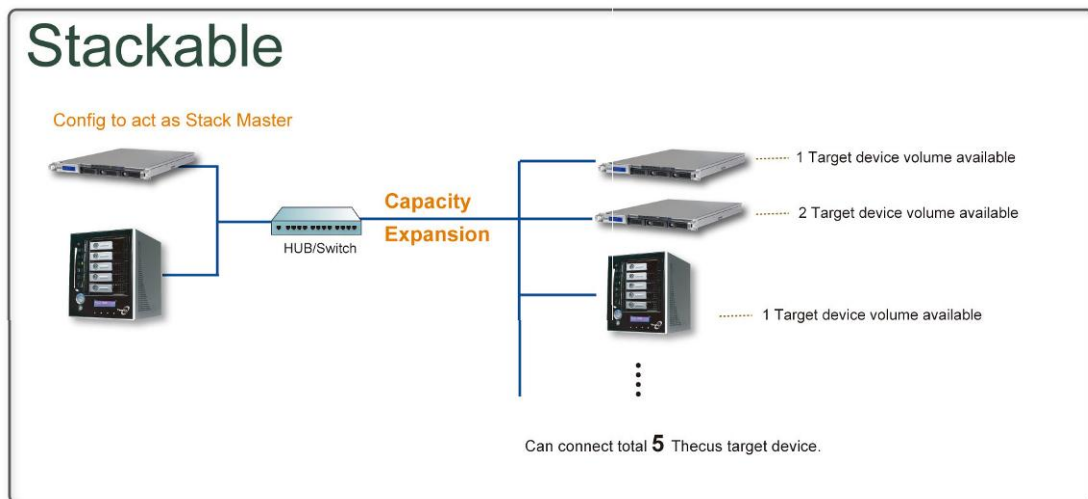 Stackable
Config to act as Stack Master
HUB/Switch
Capacity
Expansion
1 Target device volume available
2 Target device volume available
1 Target device volume available
Can connect total 5 Thecus target device.